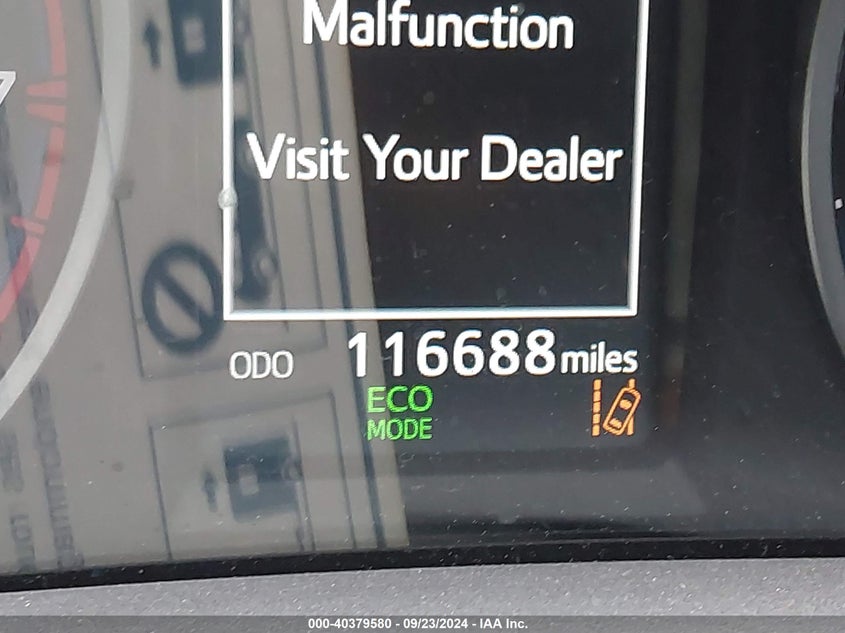 Malfunction
Visit Your Dealer
ODO 116688 miles
ECO
MODE
000-40379580 - 09/23/2024 - IAA Inc.